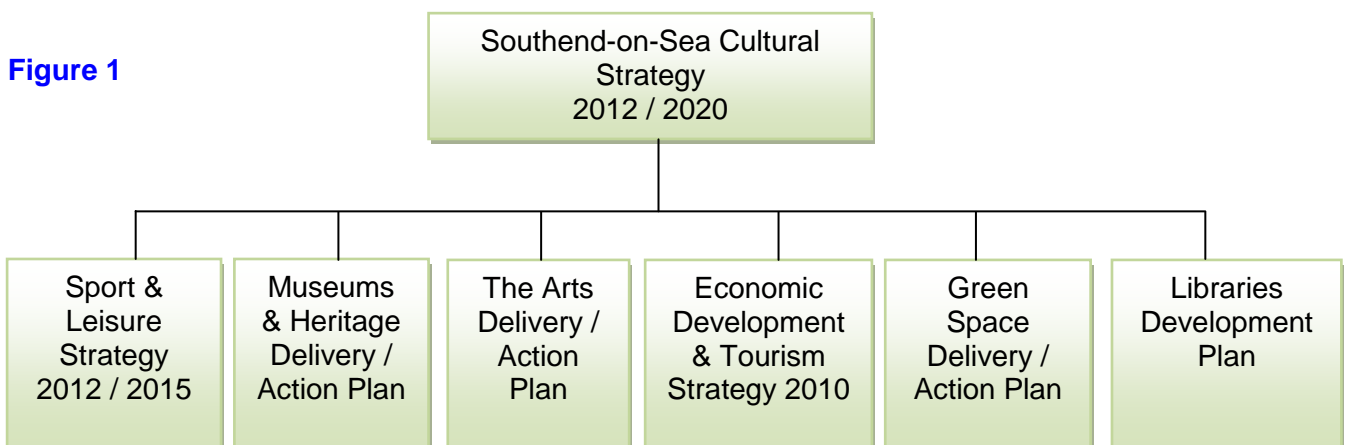 Figure 1
Southend-on-Sea Cultural
Strategy
2012 / 2020
Sport &
Leisure
Strategy
2012 / 2015
Museums
& Heritage
Delivery /
Action Plan
The Arts
Delivery /
Action
Plan
Economic
Development
& Tourism
Strategy 2010
Green
Space
Delivery /
Action Plan
Libraries
Development
Plan